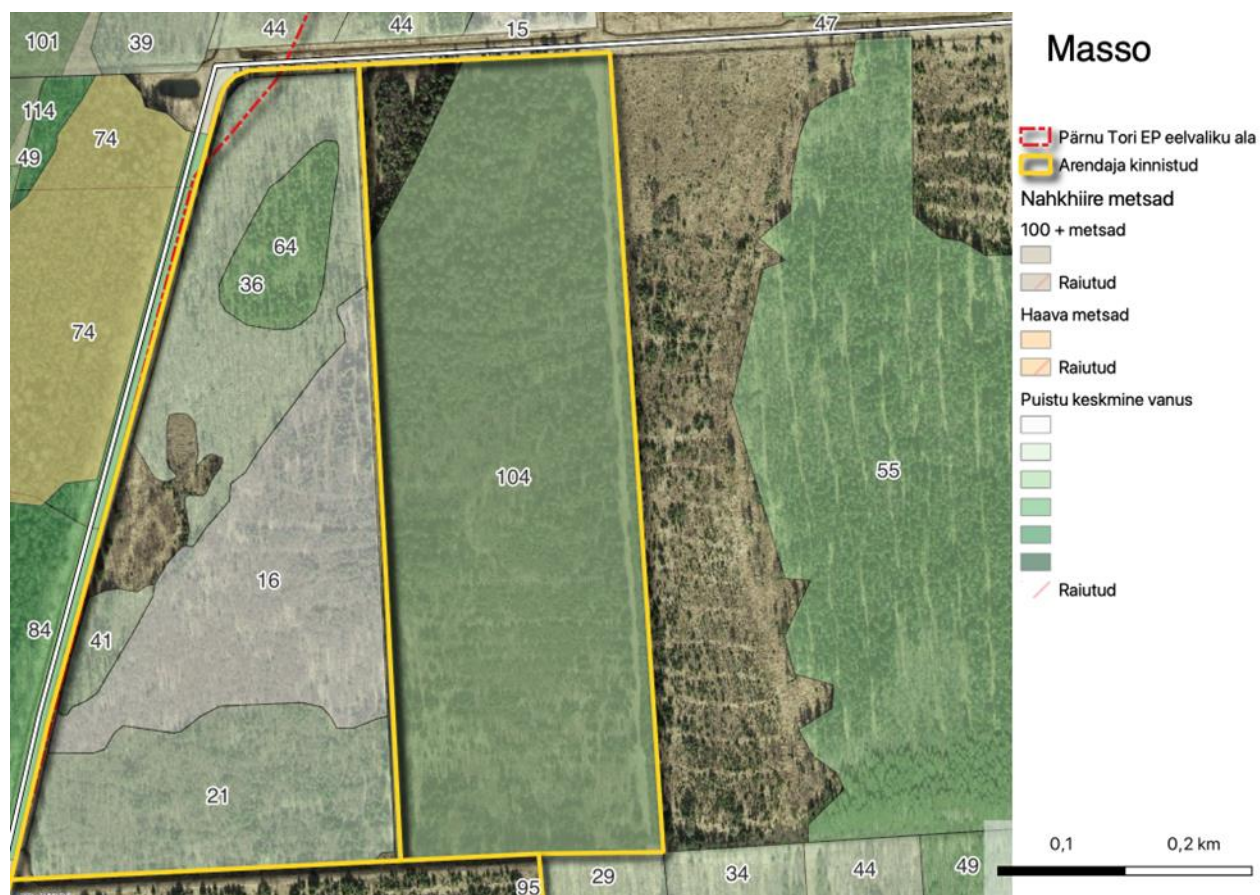 Masso
Pärnu Tori EP eelvaliku ala
Arendaja kinnistud
Nahkhiire metsad
100 + metsad
Raiutud
Haava metsad
Raiutud
Puistu keskmine vanus
Raiutud
0,1 0,2 km
101 39 44 44 15 47
114
74
49
64
36
74
104
55
16
41
84
21
95 29 34 44 49